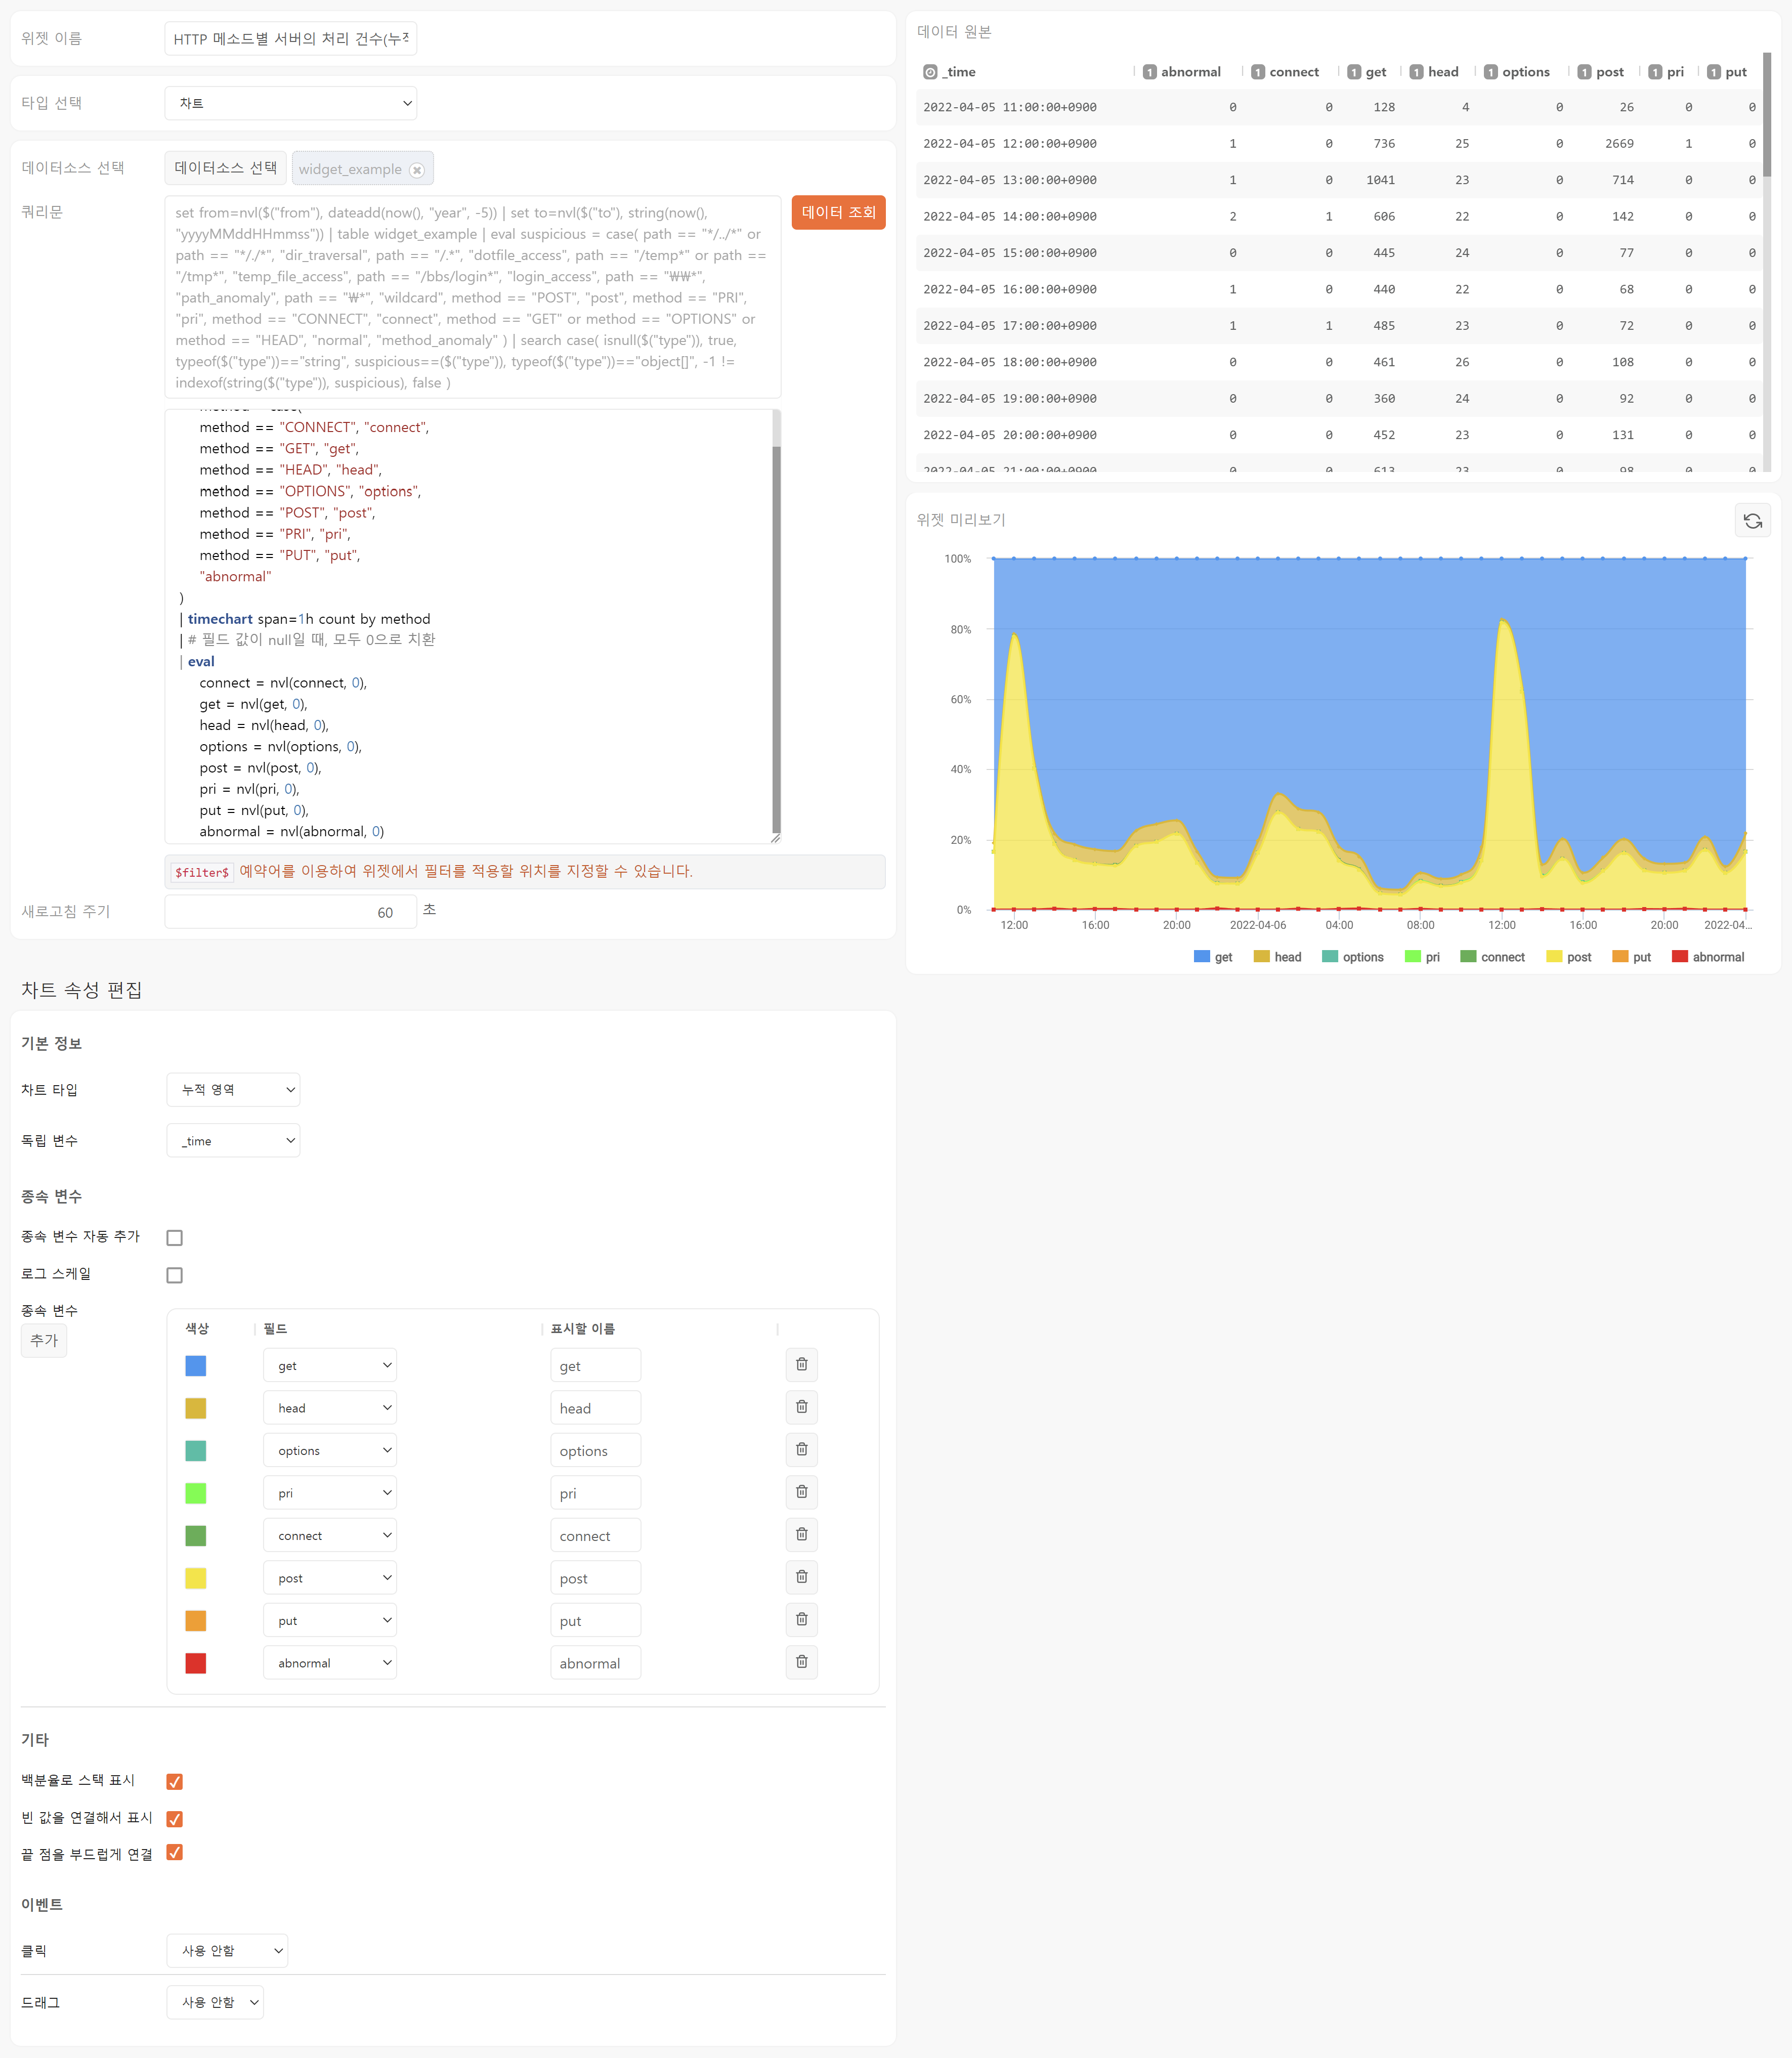 위젯 이름
HTTP 메소드별 서버의 처리 건수(누적
타입 선택
차트
데이터소스 선택
데이터소스 선택
widget_example
쿼리문
set from=nvl($("from"), dateadd(now(), "year", -5)) | set to=nvl($("to"), string(now(),
"yyyyMMddHHmmss")) | table widget_example | eval suspicious = case( path == "*/../*" or
path == "*/./*", "dir_traversal", path == "/.*", "dotfile_access", path == "/temp*" or path ==
"/tmp*", "temp_file_access", path == "/bbs/login*", "login_access", path == "₩₩*",
"path_anomaly", path == "₩*", "wildcard", method == "POST", "post", method == "PRI",
"pri", method == "CONNECT", "connect", method == "GET" or method == "OPTIONS" or
method == "HEAD", "normal", "method_anomaly" ) | search case( isnull($("type")), true,
typeof($("type"))=="string", suspicious==($("type")), typeof($("type"))=="object[]", -1 !=
indexof(string($("type")), suspicious), false )
데이터 조회
method == "CONNECT", "connect",
method == "GET", "get",
method == "HEAD", "head",
method == "OPTIONS", "options",
method == "POST", "post",
method == "PRI", "pri",
method == "PUT", "put",
"abnormal"
)
| timechart span=1h count by method
| # 필드 값이 null일 때, 모두 0으로 치환
| eval
connect = nvl(connect, 0),
get = nvl(get, 0),
head = nvl(head, 0),
options = nvl(options, 0),
post = nvl(post, 0),
pri = nvl(pri, 0),
put = nvl(put, 0),
abnormal = nvl(abnormal, 0)
$filter$ 예약어를 이용하여 위젯에서 필터를 적용할 위치를 지정할 수 있습니다.
새로고침 주기
60 초
데이터 원본
_time 1 abnormal 1 connect 1 get 1 head 1 options 1 post 1 pri 1 put
2022-04-05 11:00:00+0900 0 0 128 4 0 26 0 0
2022-04-05 12:00:00+0900 1 0 736 25 0 2669 1 0
2022-04-05 13:00:00+0900 1 0 1041 23 0 714 0 0
2022-04-05 14:00:00+0900 2 1 606 22 0 142 0 0
2022-04-05 15:00:00+0900 0 0 445 24 0 77 0 0
2022-04-05 16:00:00+0900 1 0 440 22 0 68 0 0
2022-04-05 17:00:00+0900 1 1 485 23 0 72 0 0
2022-04-05 18:00:00+0900 0 0 461 26 0 108 0 0
2022-04-05 19:00:00+0900 0 0 360 24 0 92 0 0
2022-04-05 20:00:00+0900 0 0 452 23 0 131 0 0
2022-04-05 21:00:00+0900 0 0 613 23 0 98 0 0
위젯 미리보기
100%
80%
60%
40%
20%
0%
12:00 16:00 20:00 2022-04-06 04:00 08:00 12:00 16:00 20:00 2022-04...
get head options pri connect post put abnormal
차트 속성 편집
기본 정보
차트 타입
누적 영역
독립 변수
_time
종속 변수
종속 변수 자동 추가
로그 스케일
종속 변수
추가
색상 필드 표시할 이름
get get
head head
options options
pri pri
connect connect
post post
put put
abnormal abnormal
기타
백분율로 스택 표시
빈 값을 연결해서 표시
끝 점을 부드럽게 연결
이벤트
클릭
사용 안함
드래그
사용 안함